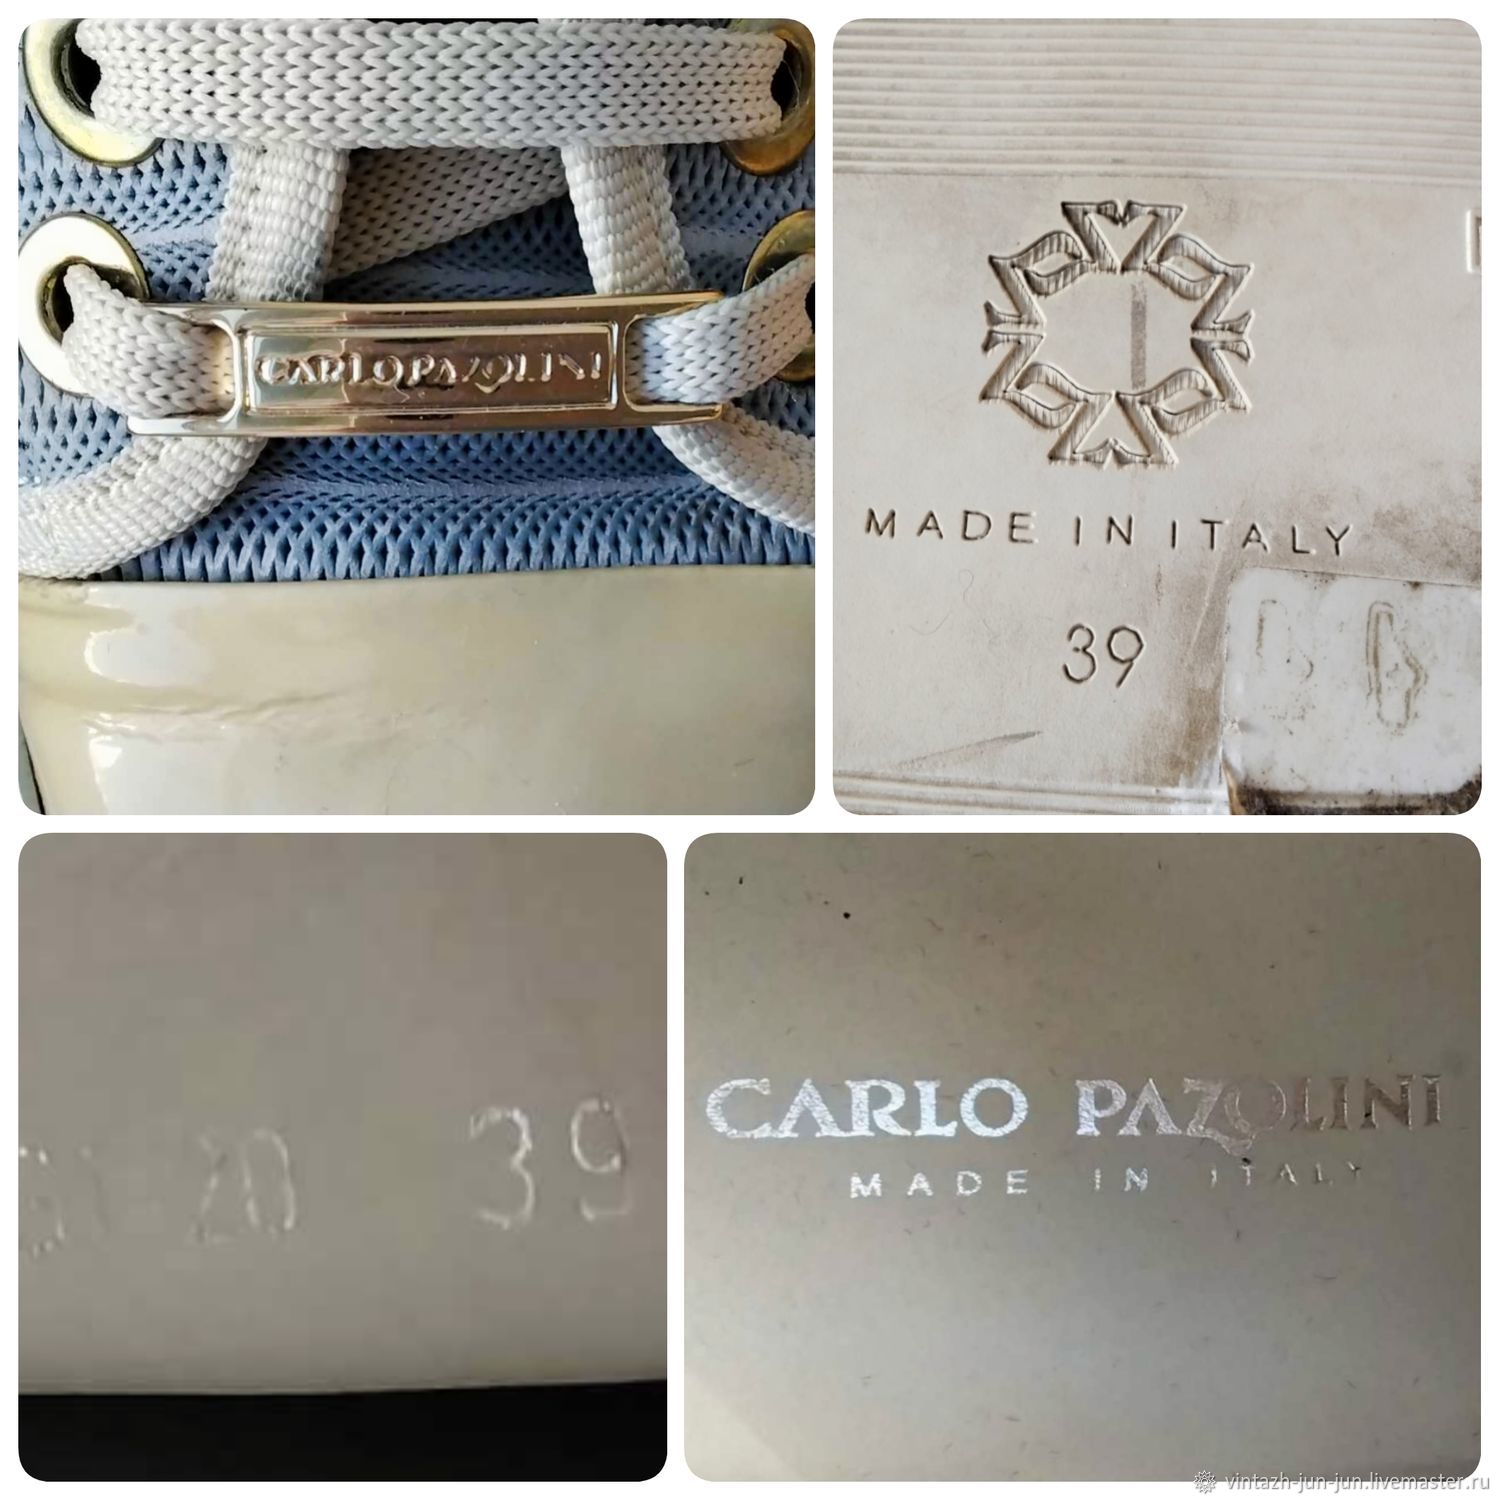 CARLO PAZOLINI
MADE IN ITALY
39
20 39
CARLO PAZOLINI
MADE IN ITALY
vintazh-jun-jun.livemaster.ru